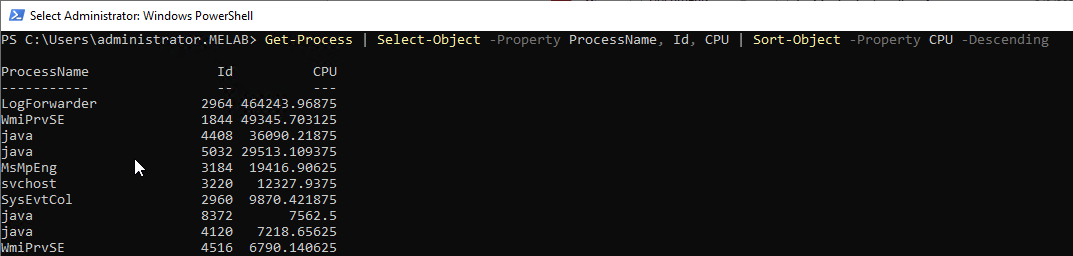 Select Administrator: Windows PowerShell
PS C:\Users\administrator.MELAB> Get-Process | Select-Object -Property ProcessName, Id, CPU | Sort-Object -Property CPU -Descending
ProcessName Id CPU
----------- -- ---
LogForwarder 2964 464243.96875
WmiPrvSE 1844 49345.703125
java 4408 36090.21875
java 5032 29513.109375
MsMpEng 3184 19416.90625
svchost 3220 12327.9375
SysEvtCol 2960 9870.421875
java 8372 7562.5
java 4120 7218.65625
WmiPrvSE 4516 6790.140625